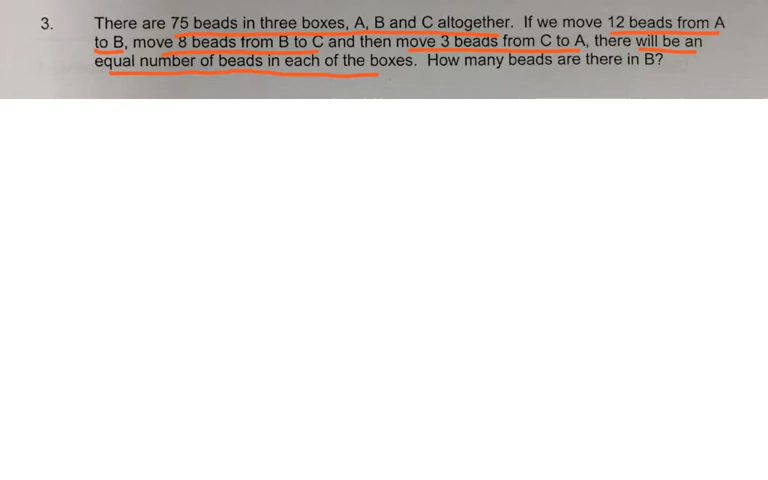 3. There are 75 beads in three boxes, A, B and C altogether. If we move 12 beads from A
to B, move 8 beads from B to C and then move 3 beads from C to A, there will be an
equal number of beads in each of the boxes. How many beads are there in B?